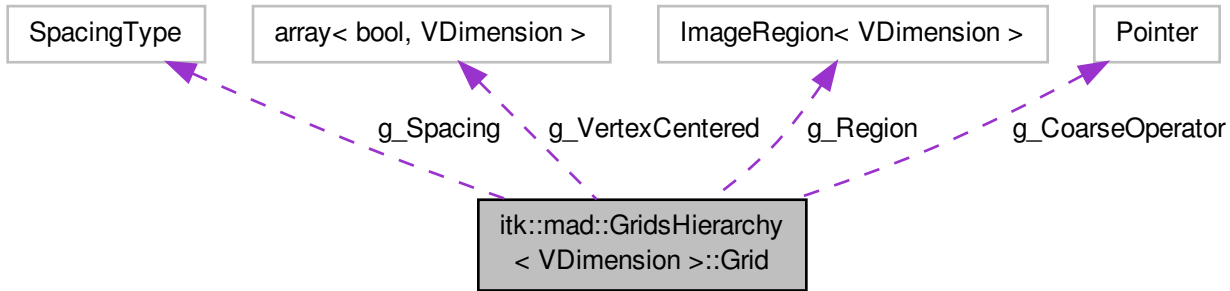 SpacingType
array< bool, VDimension >
ImageRegion< VDimension >
Pointer
g_Spacing
g_VertexCentered
g_Region
g_CoarseOperator
itk::mad::GridsHierarchy
< VDimension >::Grid